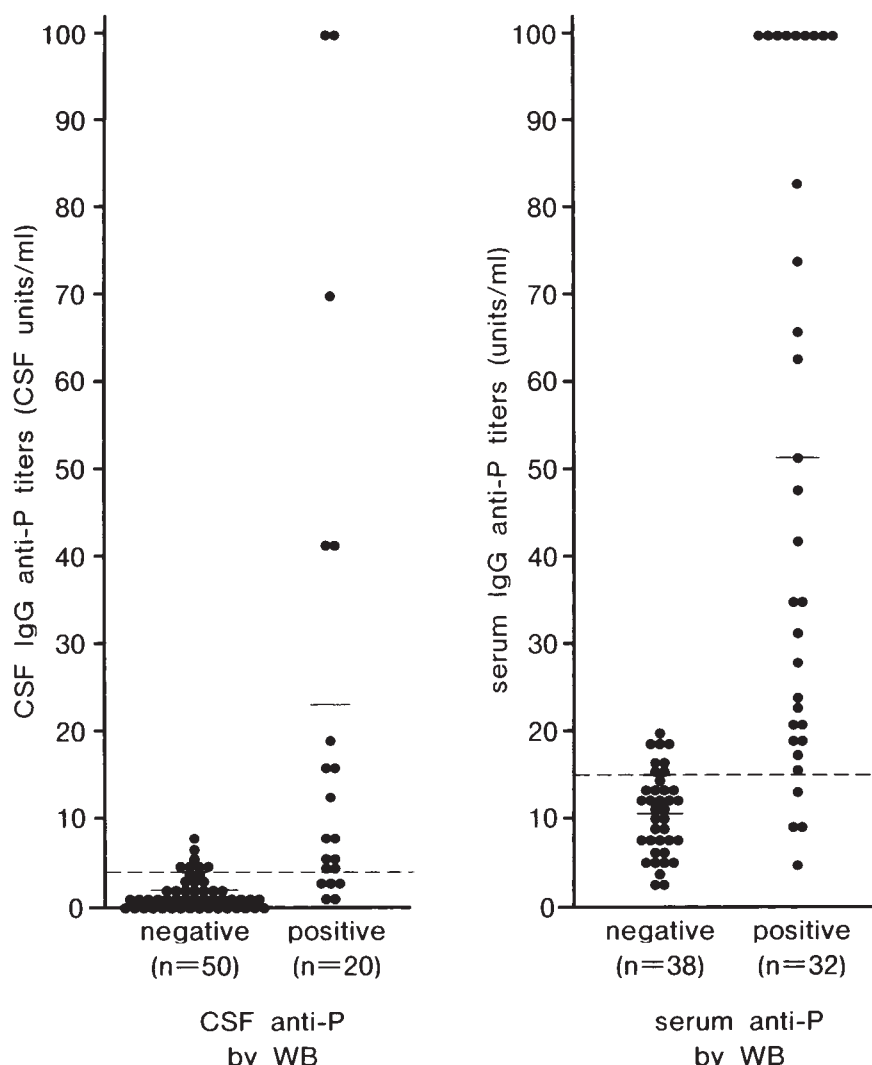 CSF IgG anti-P titers (CSF units/ml)
100
90
80
70
60
50
40
30
20
10
0
negative
(n=50)
positive
(n=20)
CSF anti-P
by WB
serum IgG anti-P titers (units/ml)
100
90
80
70
60
50
40
30
20
10
0
negative
(n=38)
positive
(n=32)
serum anti-P
by WB